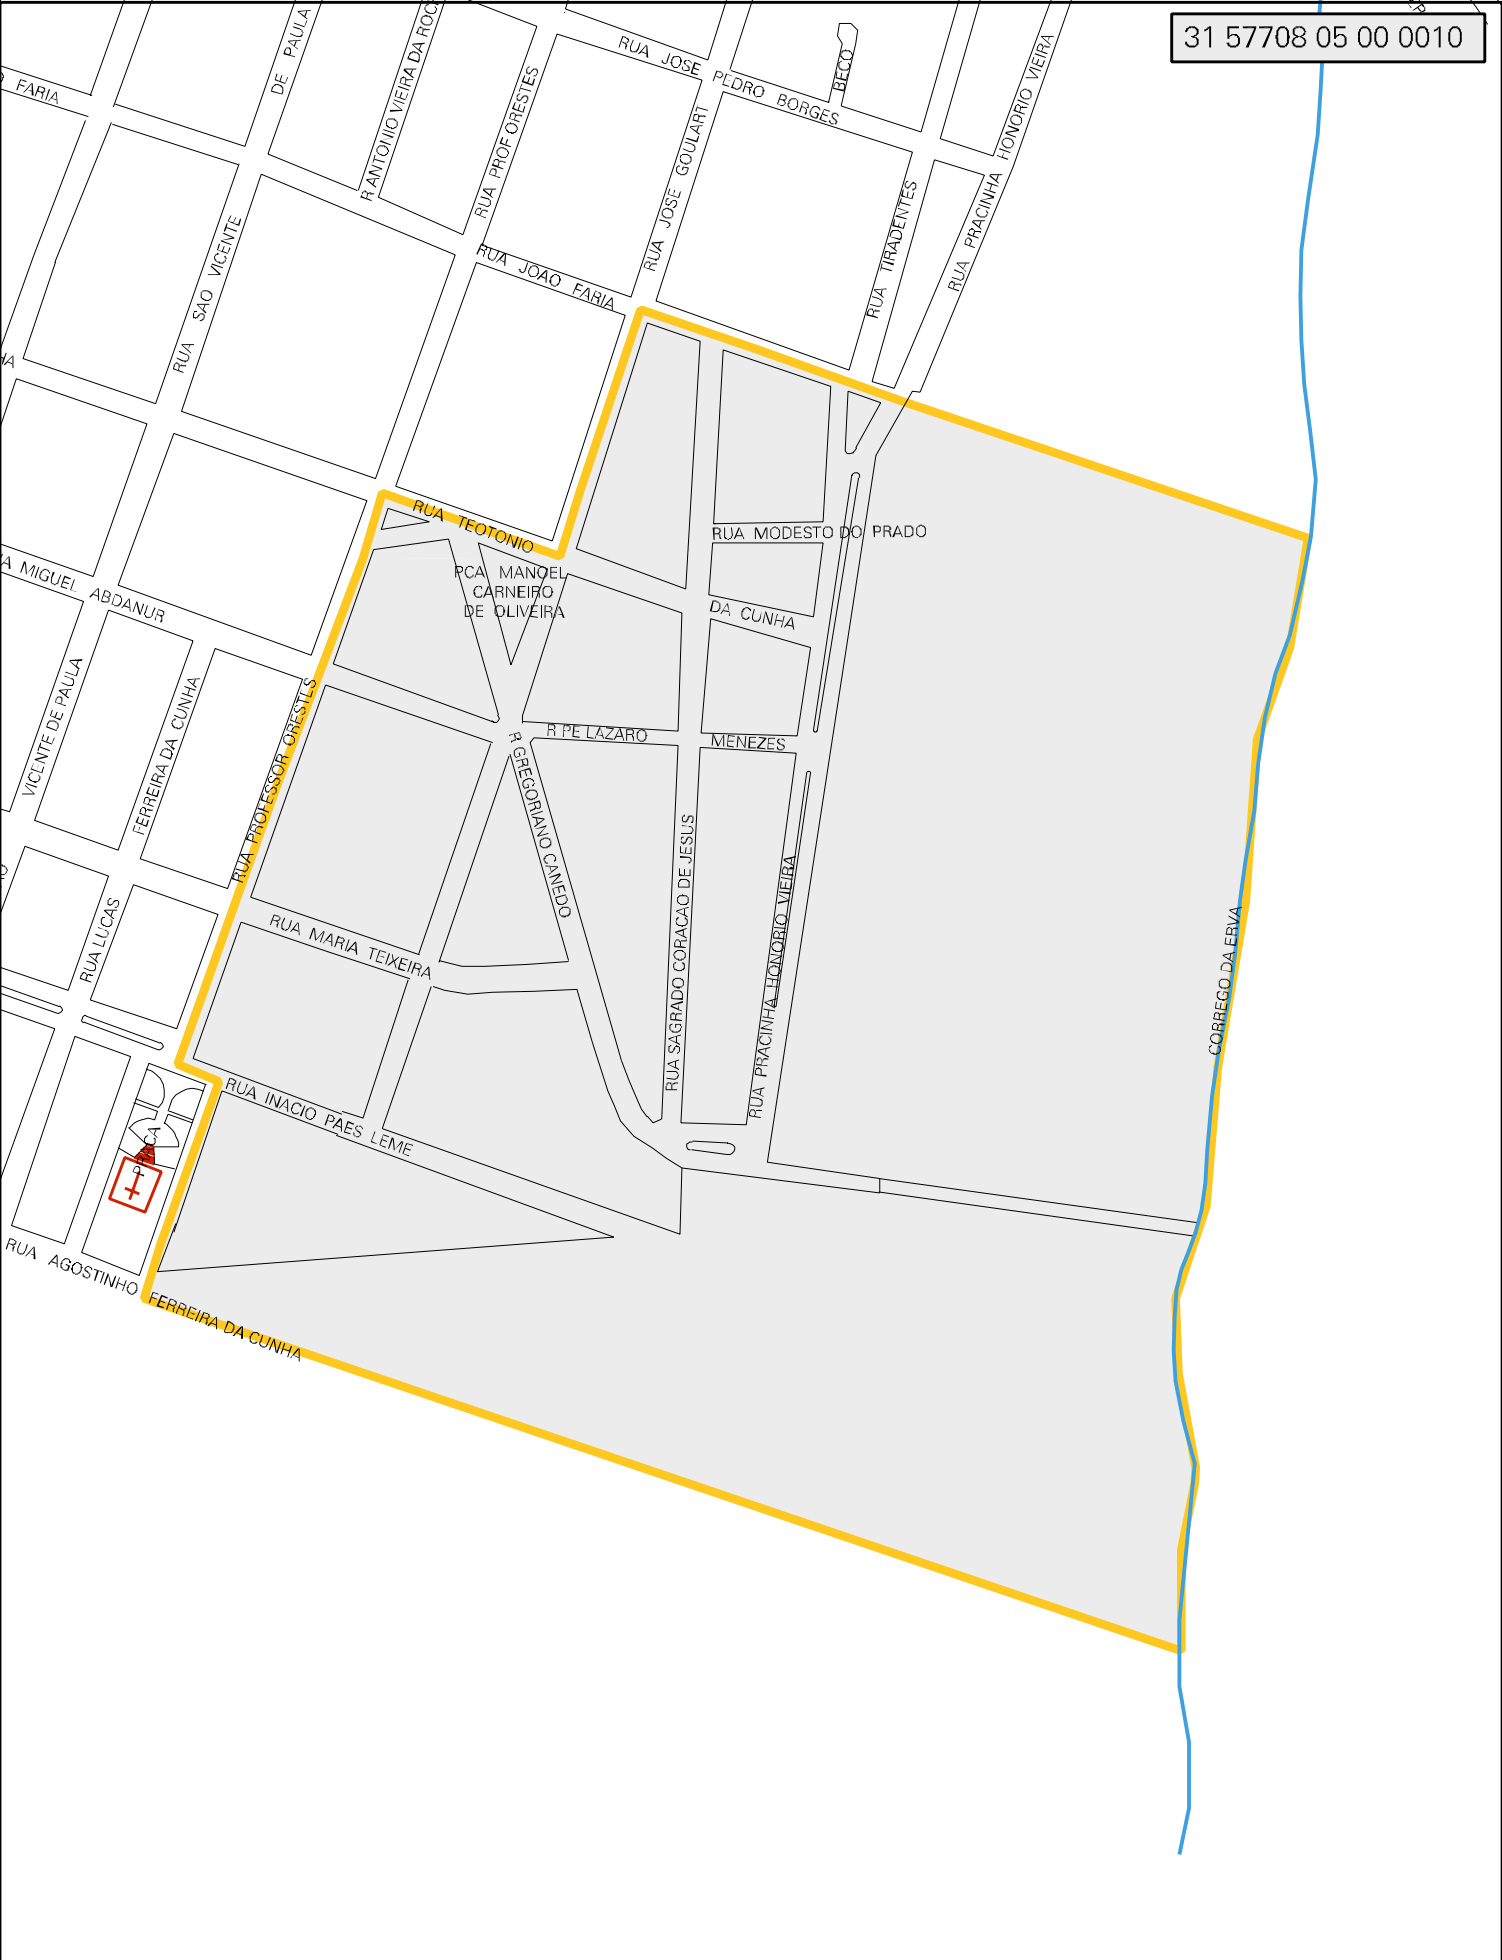 31 57708 05 00 0010
FARIA
DE PAULA
R ANTONIO VIEIRA DA ROC
RUA PROF ORESTES
RUA JOSE PEDRO BORGES
BECO
RUA PRACINHA HONORIO VIEIRA
RUA JOSE GOULART
RUA TIRADENTES
RUA SAO VICENTE
RUA JOAO FARIA
HA
RUA TEOTONIO
RUA MODESTO DO PRADO
PCA MANOEL
CARNEIRO
DE OLIVEIRA
DA CUNHA
A MIGUEL ABDANUR
VICENTE DE PAULA
FERREIRA DA CUNHA
RUA PROFESSOR ORESTES
R PE LAZARO
MENEZES
R GREGORIANO CANEDO
RUA SAGRADO CORACAO DE JESUS
RUA PRACINHA HONORIO VIEIRA
RUA LUCAS
RUA MARIA TEIXEIRA
CORREGO DA ERVA
RUA INACIO PAES LEME
PRACA
RUA AGOSTINHO FERREIRA DA CUNHA